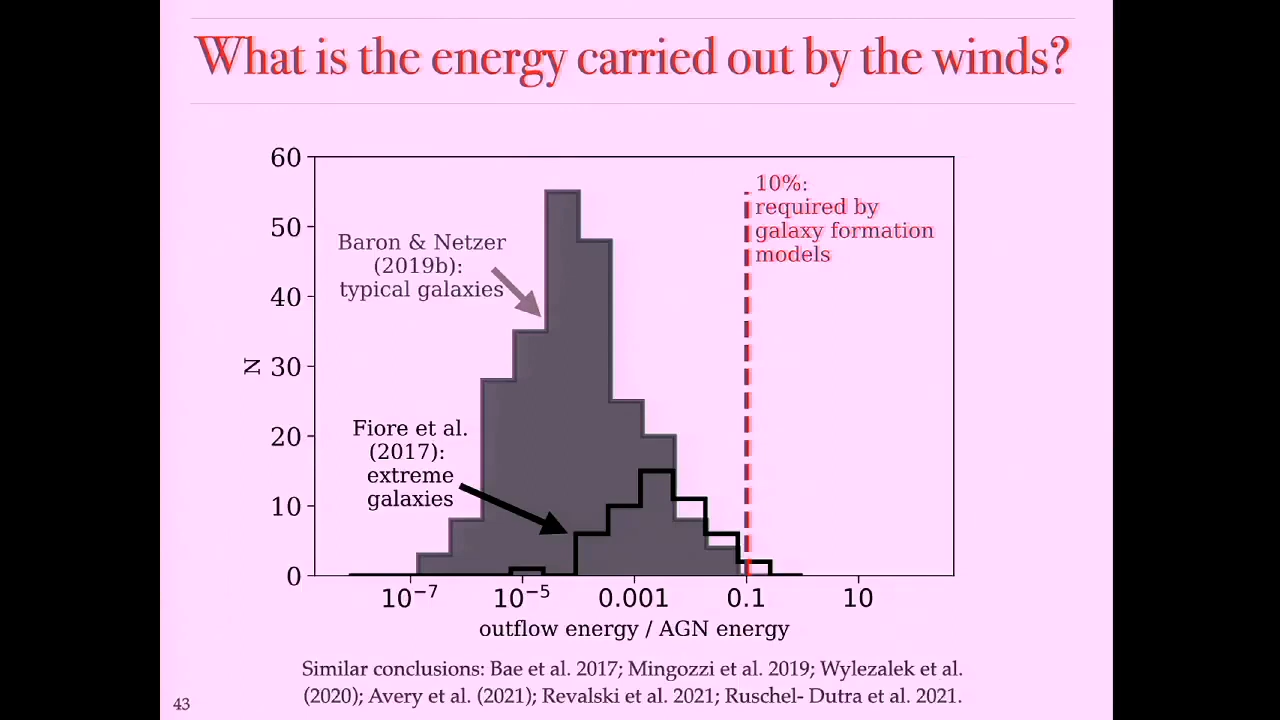 What is the energy carried out by the winds?
60
50
40
30
20
10
0
N
10%:
required by
galaxy formation
models
Baron & Netzer
(2019b):
typical galaxies
Fiore et al.
(2017):
extreme
galaxies
10⁻⁷ 10⁻⁵ 0.001 0.1 10
outflow energy / AGN energy
Similar conclusions: Bae et al. 2017; Mingozzi et al. 2019; Wylezalek et al.
(2020); Avery et al. (2021); Revalski et al. 2021; Ruschel- Dutra et al. 2021.
43